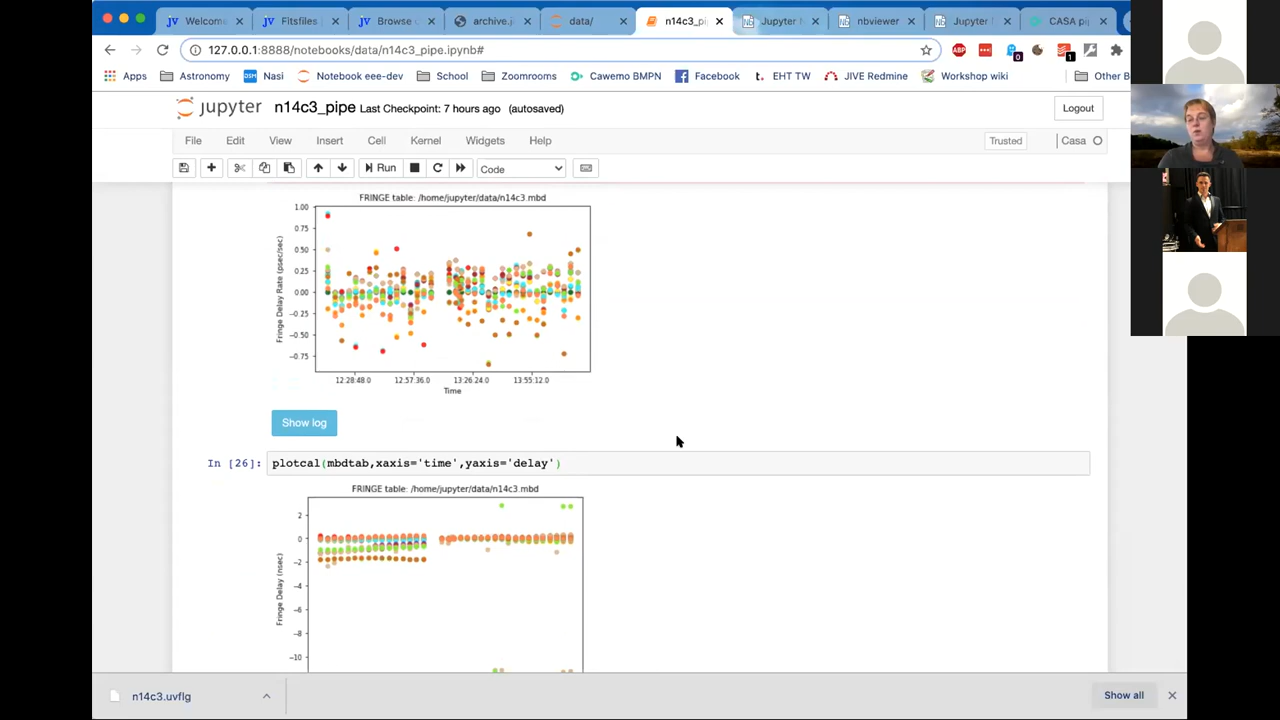 Welcome
Fitsfiles
Browse
archive.j
data/
n14c3_pi
Jupyter
nbviewer
Jupyter
CASA pi
127.0.0.1:8888/notebooks/data/n14c3_pipe.ipynb#
Apps
Astronomy
Nasi
Notebook eee-dev
School
Zoomrooms
Cawemo BMPN
Facebook
EHT TW
JIVE Redmine
Workshop wiki
Other B
jupyter n14c3_pipe Last Checkpoint: 7 hours ago (autosaved)
Logout
File Edit View Insert Cell Kernel Widgets Help
Trusted
Casa
Run
Code
FRINGE table: /home/jupyter/data/n14c3.mbd
1.00
0.75
0.50
0.25
0.00
−0.25
−0.50
−0.75
Fringe Delay Rate (psec/sec)
12:28:48.0 12:57:36.0 13:26:24.0 13:55:12.0
Time
Show log
In [26]: plotcal(mbdtab,xaxis='time',yaxis='delay')
FRINGE table: /home/jupyter/data/n14c3.mbd
2
0
−2
−4
−6
−8
−10
Fringe Delay (nsec)
n14c3.uvflg
Show all